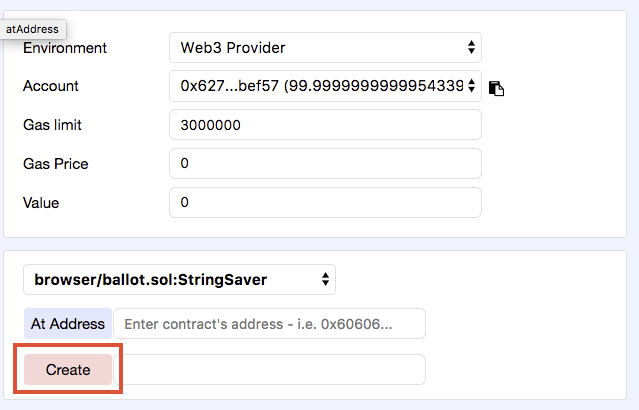 atAddress
Environment Web3 Provider
Account 0x627...bef57 (99.9999999999954339
Gas limit 3000000
Gas Price 0
Value 0
browser/ballot.sol:StringSaver
At Address Enter contract's address - i.e. 0x60606...
Create